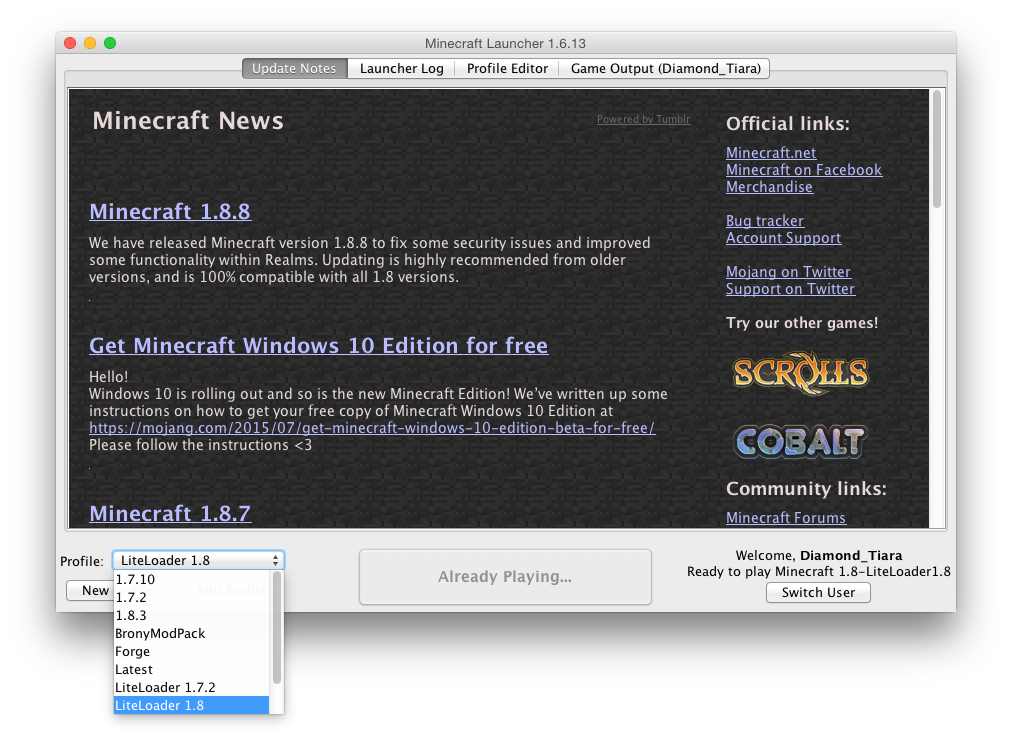 Minecraft Launcher 1.6.13
Update Notes
Launcher Log
Profile Editor
Game Output (Diamond_Tiara)
Minecraft News
Powered by Tumblr
Minecraft 1.8.8
We have released Minecraft version 1.8.8 to fix some security issues and improved
some functionality within Realms. Updating is highly recommended from older
versions, and is 100% compatible with all 1.8 versions.
.
Get Minecraft Windows 10 Edition for free
Hello!
Windows 10 is rolling out and so is the new Minecraft Edition! We've written up some
instructions on how to get your free copy of Minecraft Windows 10 Edition at
https://mojang.com/2015/07/get-minecraft-windows-10-edition-beta-for-free/
Please follow the instructions <3
.
Minecraft 1.8.7
Official links:
Minecraft.net
Minecraft on Facebook
Merchandise
Bug tracker
Account Support
Mojang on Twitter
Support on Twitter
Try our other games!
SCROLLS
COBALT
Community links:
Minecraft Forums
Profile:
LiteLoader 1.8
New
Edit Profile
1.7.10
1.7.2
1.8.3
BronyModPack
Forge
Latest
LiteLoader 1.7.2
LiteLoader 1.8
Already Playing...
Welcome, Diamond_Tiara
Ready to play Minecraft 1.8-LiteLoader1.8
Switch User